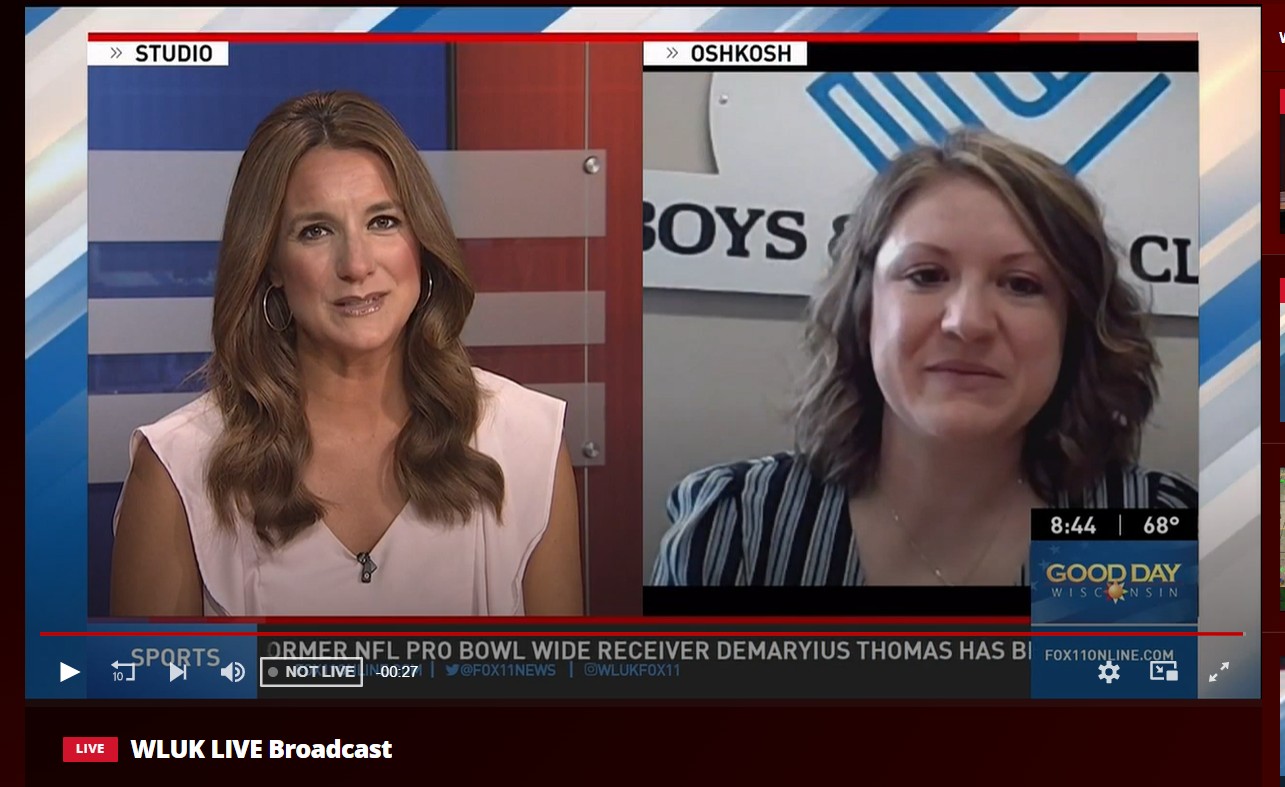 » STUDIO
» OSHKOSH
BOYS & CL
8:44 | 68°
GOOD DAY
WISCONSIN
SPORTS
ORMER NFL PRO BOWL WIDE RECEIVER DEMARYIUS THOMAS HAS B
FOX11ONLINE.COM
10
NOT LIVE
-00:27
@FOX11NEWS | @WLUKFOX11
LIVE
WLUK LIVE Broadcast